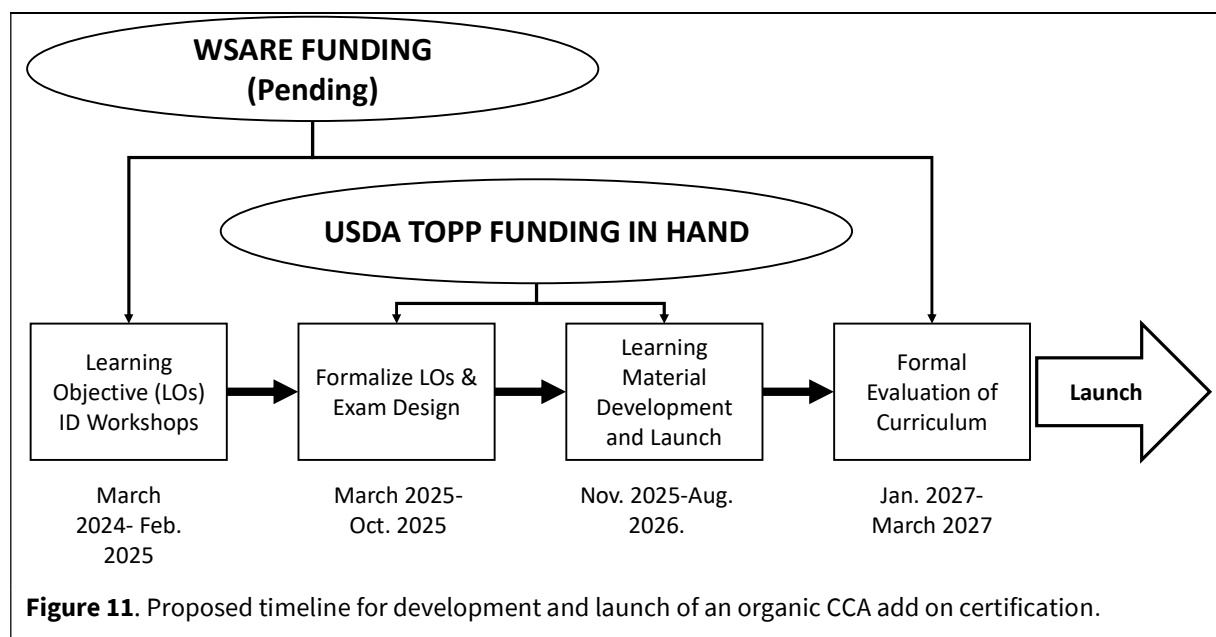 WSARE FUNDING
(Pending)
USDA TOPP FUNDING IN HAND
Learning
Objective (LOs)
ID Workshops
Formalize LOs &
Exam Design
Learning
Material
Development
and Launch
Formal
Evaluation of
Curriculum
Launch
March
2024- Feb.
2025
March 2025-
Oct. 2025
Nov. 2025-Aug.
2026.
Jan. 2027-
March 2027
Figure 11. Proposed timeline for development and launch of an organic CCA add on certification.